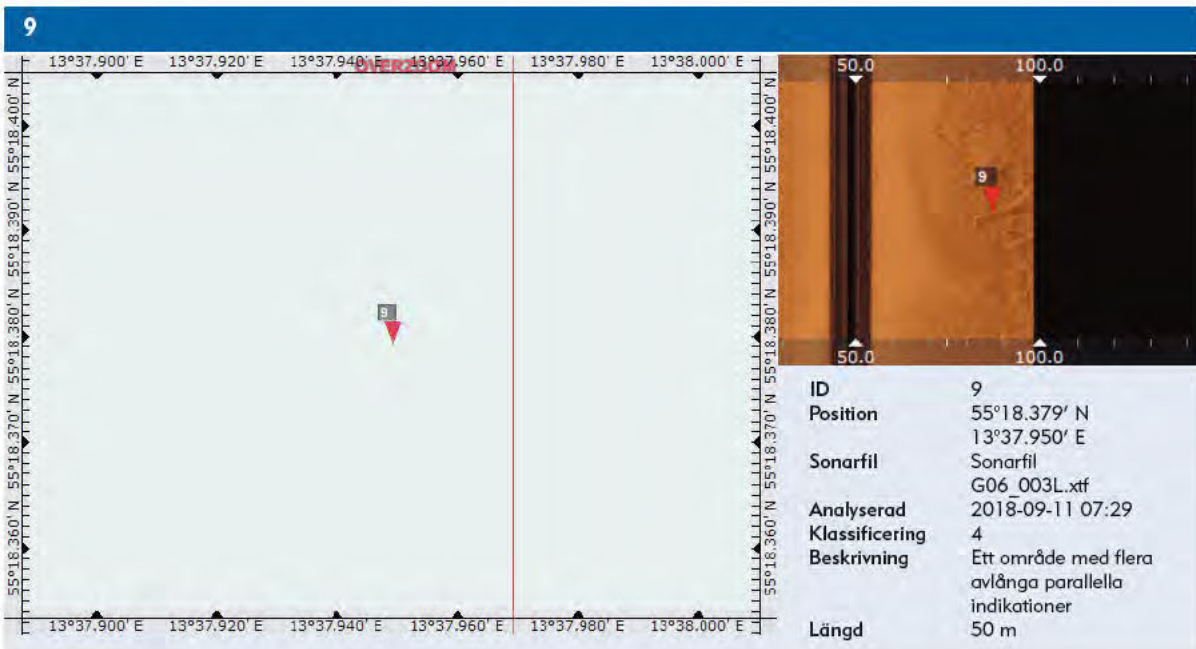 9
13°37.900' E 13°37.920' E 13°37.940' E 13°37.960' E 13°37.980' E 13°38.000' E
OVERZOOM
55°18.400' N
55°18.390' N
55°18.380' N
55°18.370' N
55°18.360' N
9
55°18.400' N
55°18.390' N
55°18.380' N
55°18.370' N
55°18.360' N
13°37.900' E 13°37.920' E 13°37.940' E 13°37.960' E 13°37.980' E 13°38.000' E
50.0 100.0
9
50.0 100.0
ID 9
Position 55°18.379' N
13°37.950' E
Sonarfil Sonarfil
G06_003L.xtf
Analyserad 2018-09-11 07:29
Klassificering 4
Beskrivning Ett område med flera
avlånga parallella
indikationer
Längd 50 m